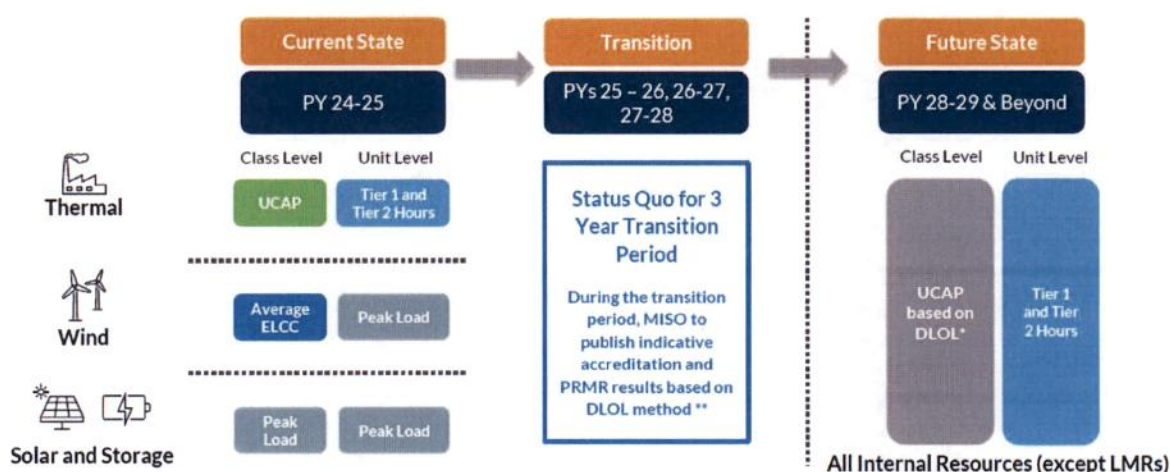 Current State
Transition
Future State
PY 24-25
PYs 25 – 26, 26-27,
27-28
PY 28-29 & Beyond
Class Level
Unit Level
Class Level
Unit Level
Thermal
UCAP
Tier 1 and
Tier 2 Hours
Status Quo for 3
Year Transition
Period
During the transition
period, MISO to
publish indicative
accreditation and
PRMR results based on
DLOL method **
Wind
Average
ELCC
Peak Load
UCAP
based on
DLOL*
Tier 1
and Tier
2 Hours
Solar and Storage
Peak
Load
Peak Load
All Internal Resources (except LMRs)